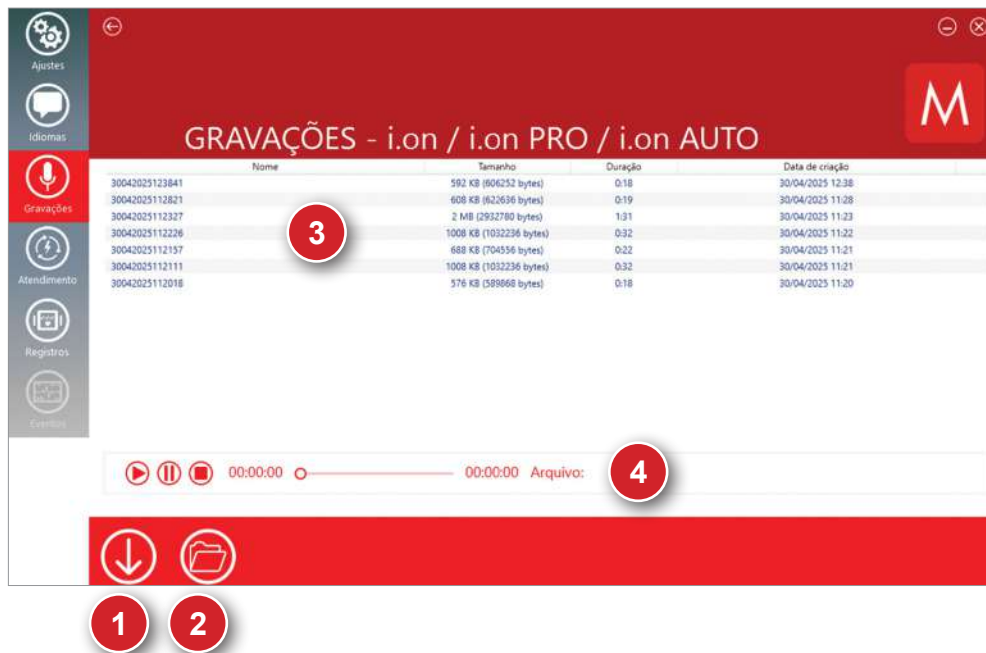 Ajustes
Idiomas
Gravações
Atendimento
Registros
Eventos
M
GRAVAÇÕES - i.on / i.on PRO / i.on AUTO
Nome Tamanho Duração Data de criação
30042025123841 592 KB (606252 bytes) 0:18 30/04/2025 12:38
30042025112821 608 KB (622636 bytes) 0:19 30/04/2025 11:28
30042025112327 2 MB (2932780 bytes) 1:31 30/04/2025 11:23
30042025112226 1008 KB (1032236 bytes) 0:32 30/04/2025 11:22
30042025112157 688 KB (704556 bytes) 0:22 30/04/2025 11:21
30042025112111 1008 KB (1032236 bytes) 0:32 30/04/2025 11:21
30042025112018 576 KB (589868 bytes) 0:18 30/04/2025 11:20
3
00:00:00 00:00:00 Arquivo:
4
1 2